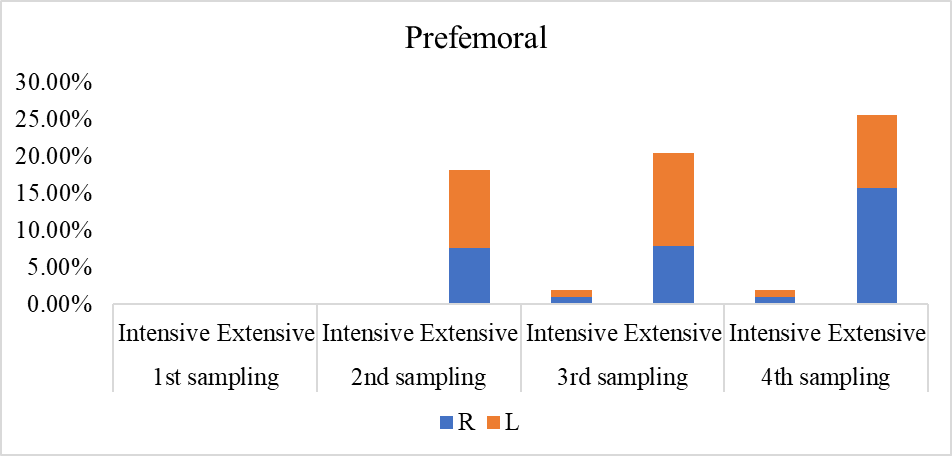 Prefemoral
30.00%
25.00%
20.00%
15.00%
10.00%
5.00%
0.00%
Intensive Extensive Intensive Extensive Intensive Extensive Intensive Extensive
1st sampling 2nd sampling 3rd sampling 4th sampling
R L